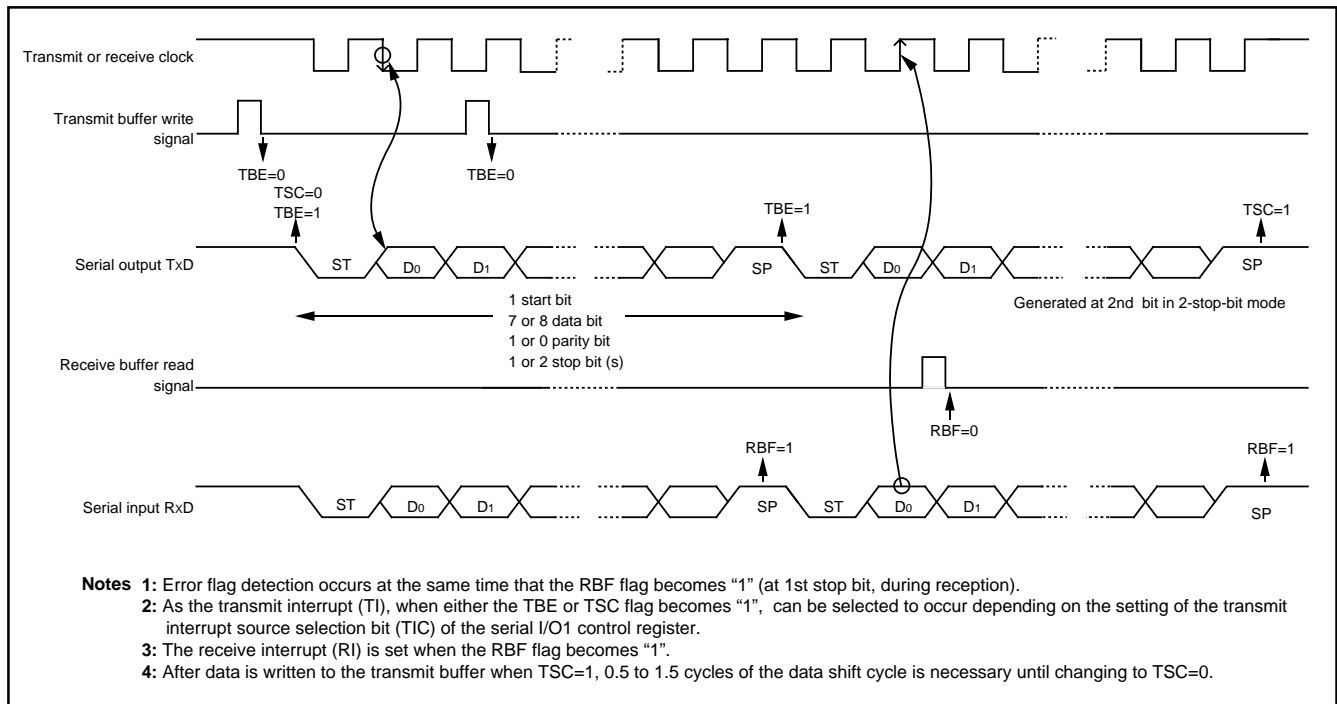 Transmit or receive clock
Transmit buffer write
signal
TBE=0
TSC=0
TBE=1
TBE=0
TBE=1
TSC=1
Serial output TxD
ST
D0
D1
SP
ST
D0
D1
SP
1 start bit
7 or 8 data bit
1 or 0 parity bit
1 or 2 stop bit (s)
Generated at 2nd bit in 2-stop-bit mode
Receive buffer read
signal
RBF=0
RBF=1
RBF=1
Serial input RxD
ST
D0
D1
SP
ST
D0
D1
SP
Notes 1: Error flag detection occurs at the same time that the RBF flag becomes “1” (at 1st stop bit, during reception).
2: As the transmit interrupt (TI), when either the TBE or TSC flag becomes “1”, can be selected to occur depending on the setting of the transmit
interrupt source selection bit (TIC) of the serial I/O1 control register.
3: The receive interrupt (RI) is set when the RBF flag becomes “1”.
4: After data is written to the transmit buffer when TSC=1, 0.5 to 1.5 cycles of the data shift cycle is necessary until changing to TSC=0.